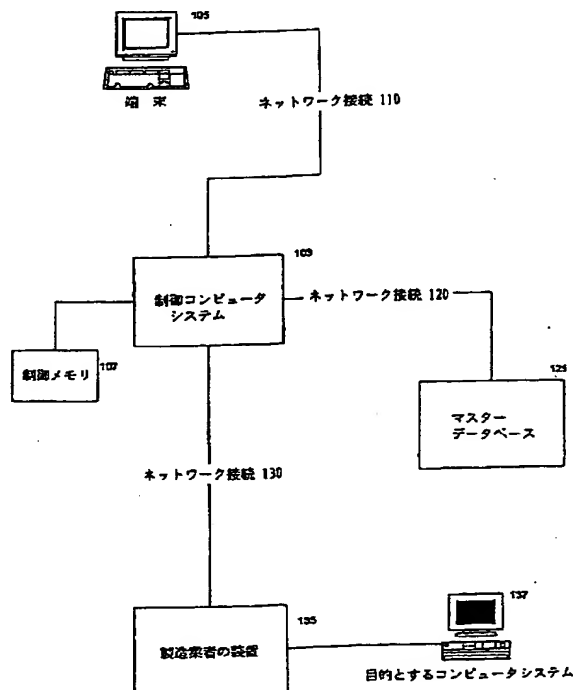 105
端 末
ネットワーク接続 110
103
制御コンピュータ
システム
ネットワーク接続 120
制御メモリ
107
125
マスター
データベース
ネットワーク接続 130
135
製造業者の装置
137
目的とするコンピュータシステム